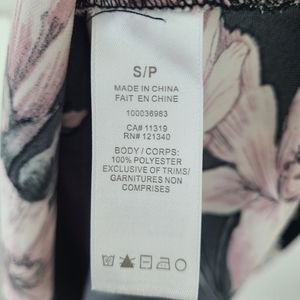 S/P
MADE IN CHINA
FAIT EN CHINE
100036983
CA# 11319
RN# 121340
BODY / CORPS:
100% POLYESTER
EXCLUSIVE OF TRIMS/
GARNITURES NON
COMPRISES